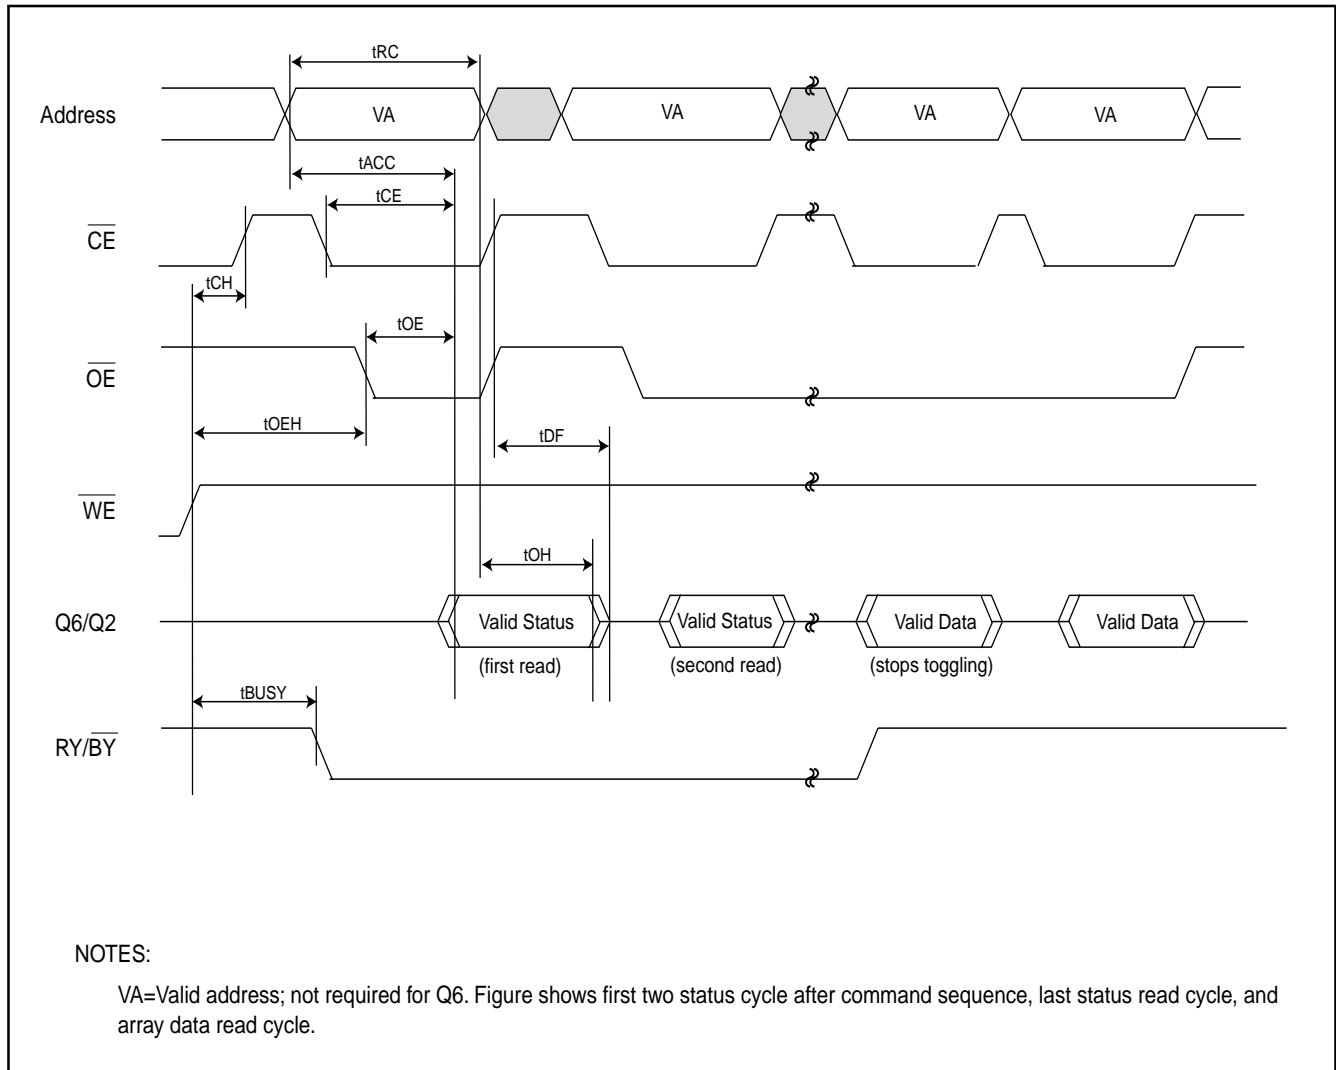 tRC
Address
VA
VA
VA
VA
tACC
tCE
CE
tCH
tOE
OE
tOEH
tDF
WE
tOH
Q6/Q2
Valid Status
Valid Status
Valid Data
Valid Data
(first read)
(second read)
(stops toggling)
tBUSY
RY/BY
NOTES:
VA=Valid address; not required for Q6. Figure shows first two status cycle after command sequence, last status read cycle, and
array data read cycle.